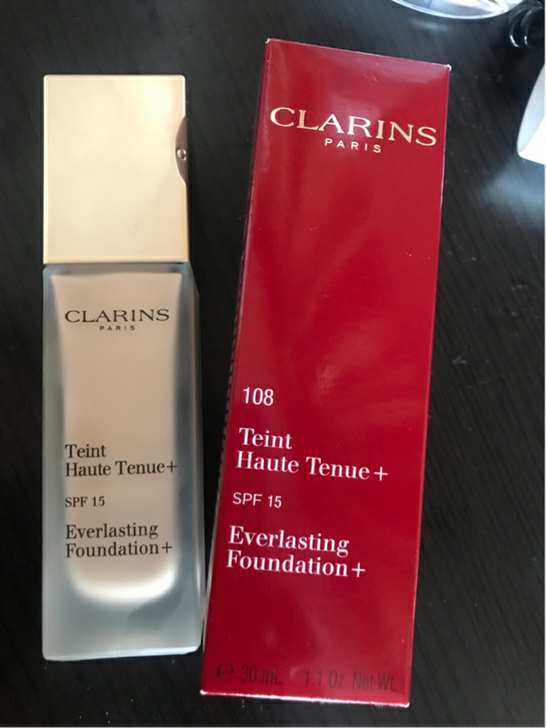 CLARINS
PARIS
Teint
Haute Tenue+
SPF 15
Everlasting
Foundation+
CLARINS
PARIS
108
Teint
Haute Tenue+
SPF 15
Everlasting
Foundation+
℮ 30 mL 1.1 Oz. Net Wt.